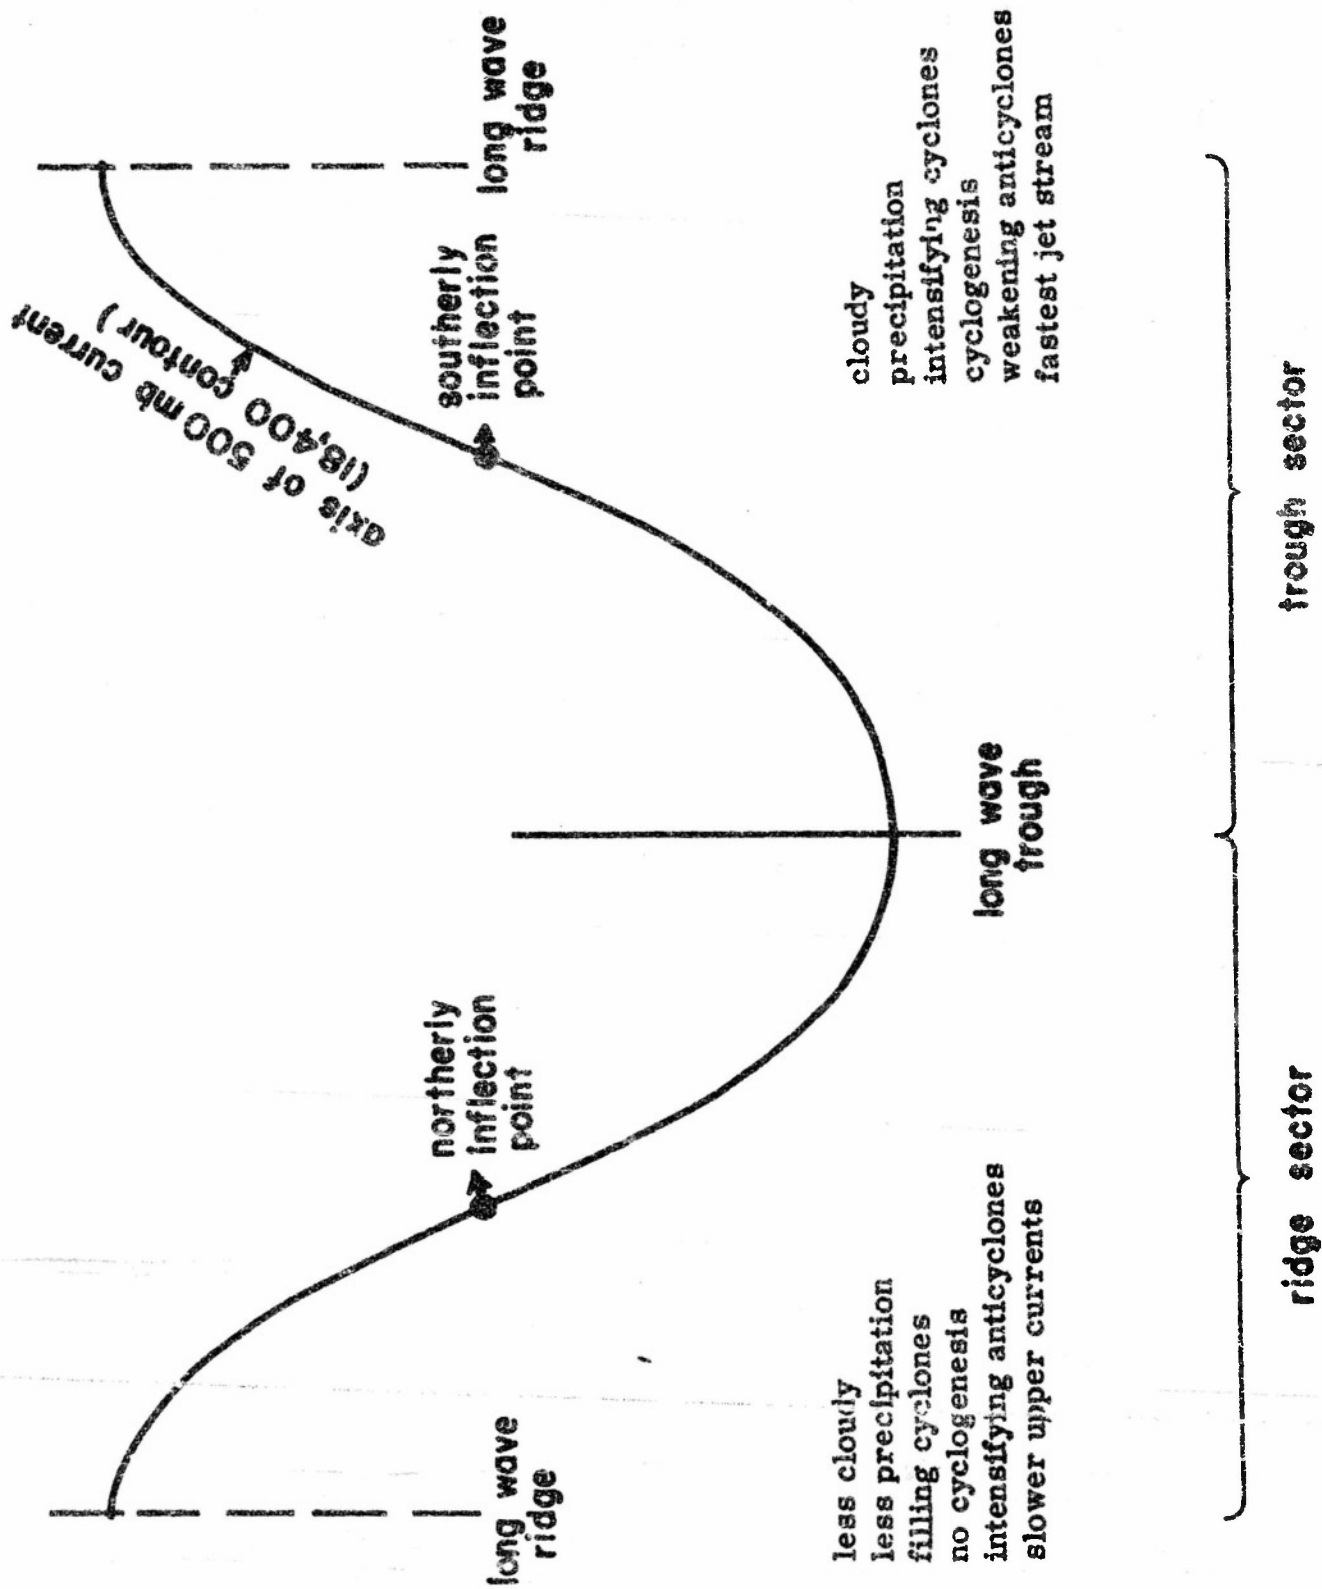 axis of 500mb current
(18,400 contour)
long wave
ridge
northerly
inflection
point
southerly
inflection
point
long wave
ridge
long wave
trough
less cloudy
less precipitation
filling cyclones
no cyclogenesis
intensifying anticyclones
slower upper currents
cloudy
precipitation
intensifying cyclones
cyclogenesis
weakening anticyclones
fastest jet stream
ridge sector
trough sector